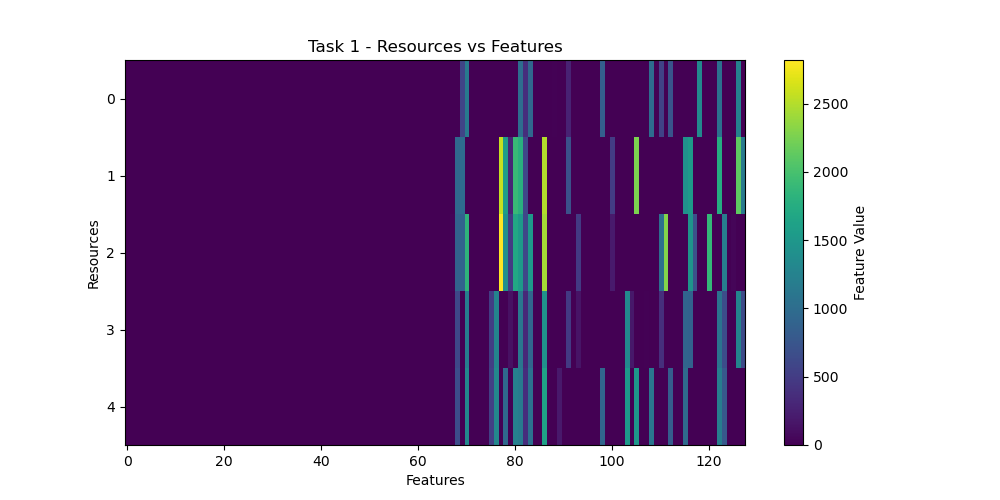 Task 1 - Resources vs Features
Resources
0
1
2
3
4
0 20 40 60 80 100 120
Features
2500
2000
1500
1000
500
0
Feature Value